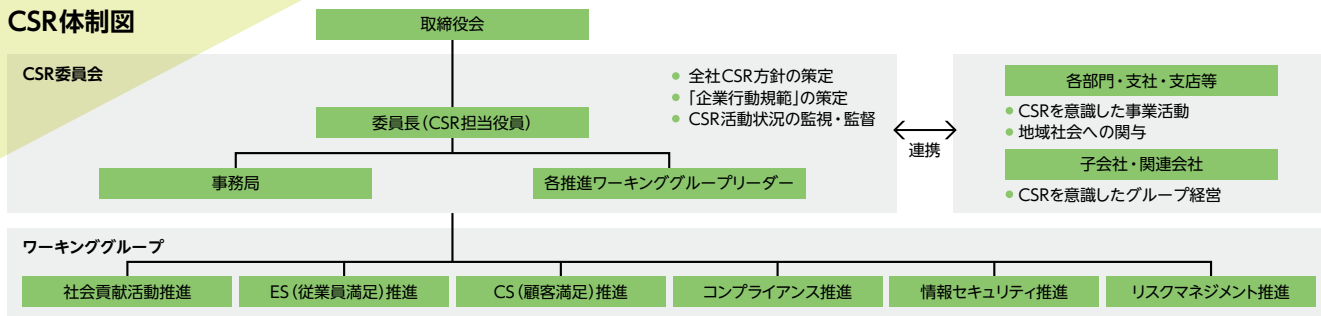 CSR体制図
取締役会
CSR委員会
● 全社CSR方針の策定
● 「企業行動規範」の策定
● CSR活動状況の監視・監督
委員長(CSR担当役員)
事務局
各推進ワーキンググループリーダー
連携
各部門・支社・支店等
● CSRを意識した事業活動
● 地域社会への関与
子会社・関連会社
● CSRを意識したグループ経営
ワーキンググループ
社会貢献活動推進
ES(従業員満足)推進
CS(顧客満足)推進
コンプライアンス推進
情報セキュリティ推進
リスクマネジメント推進